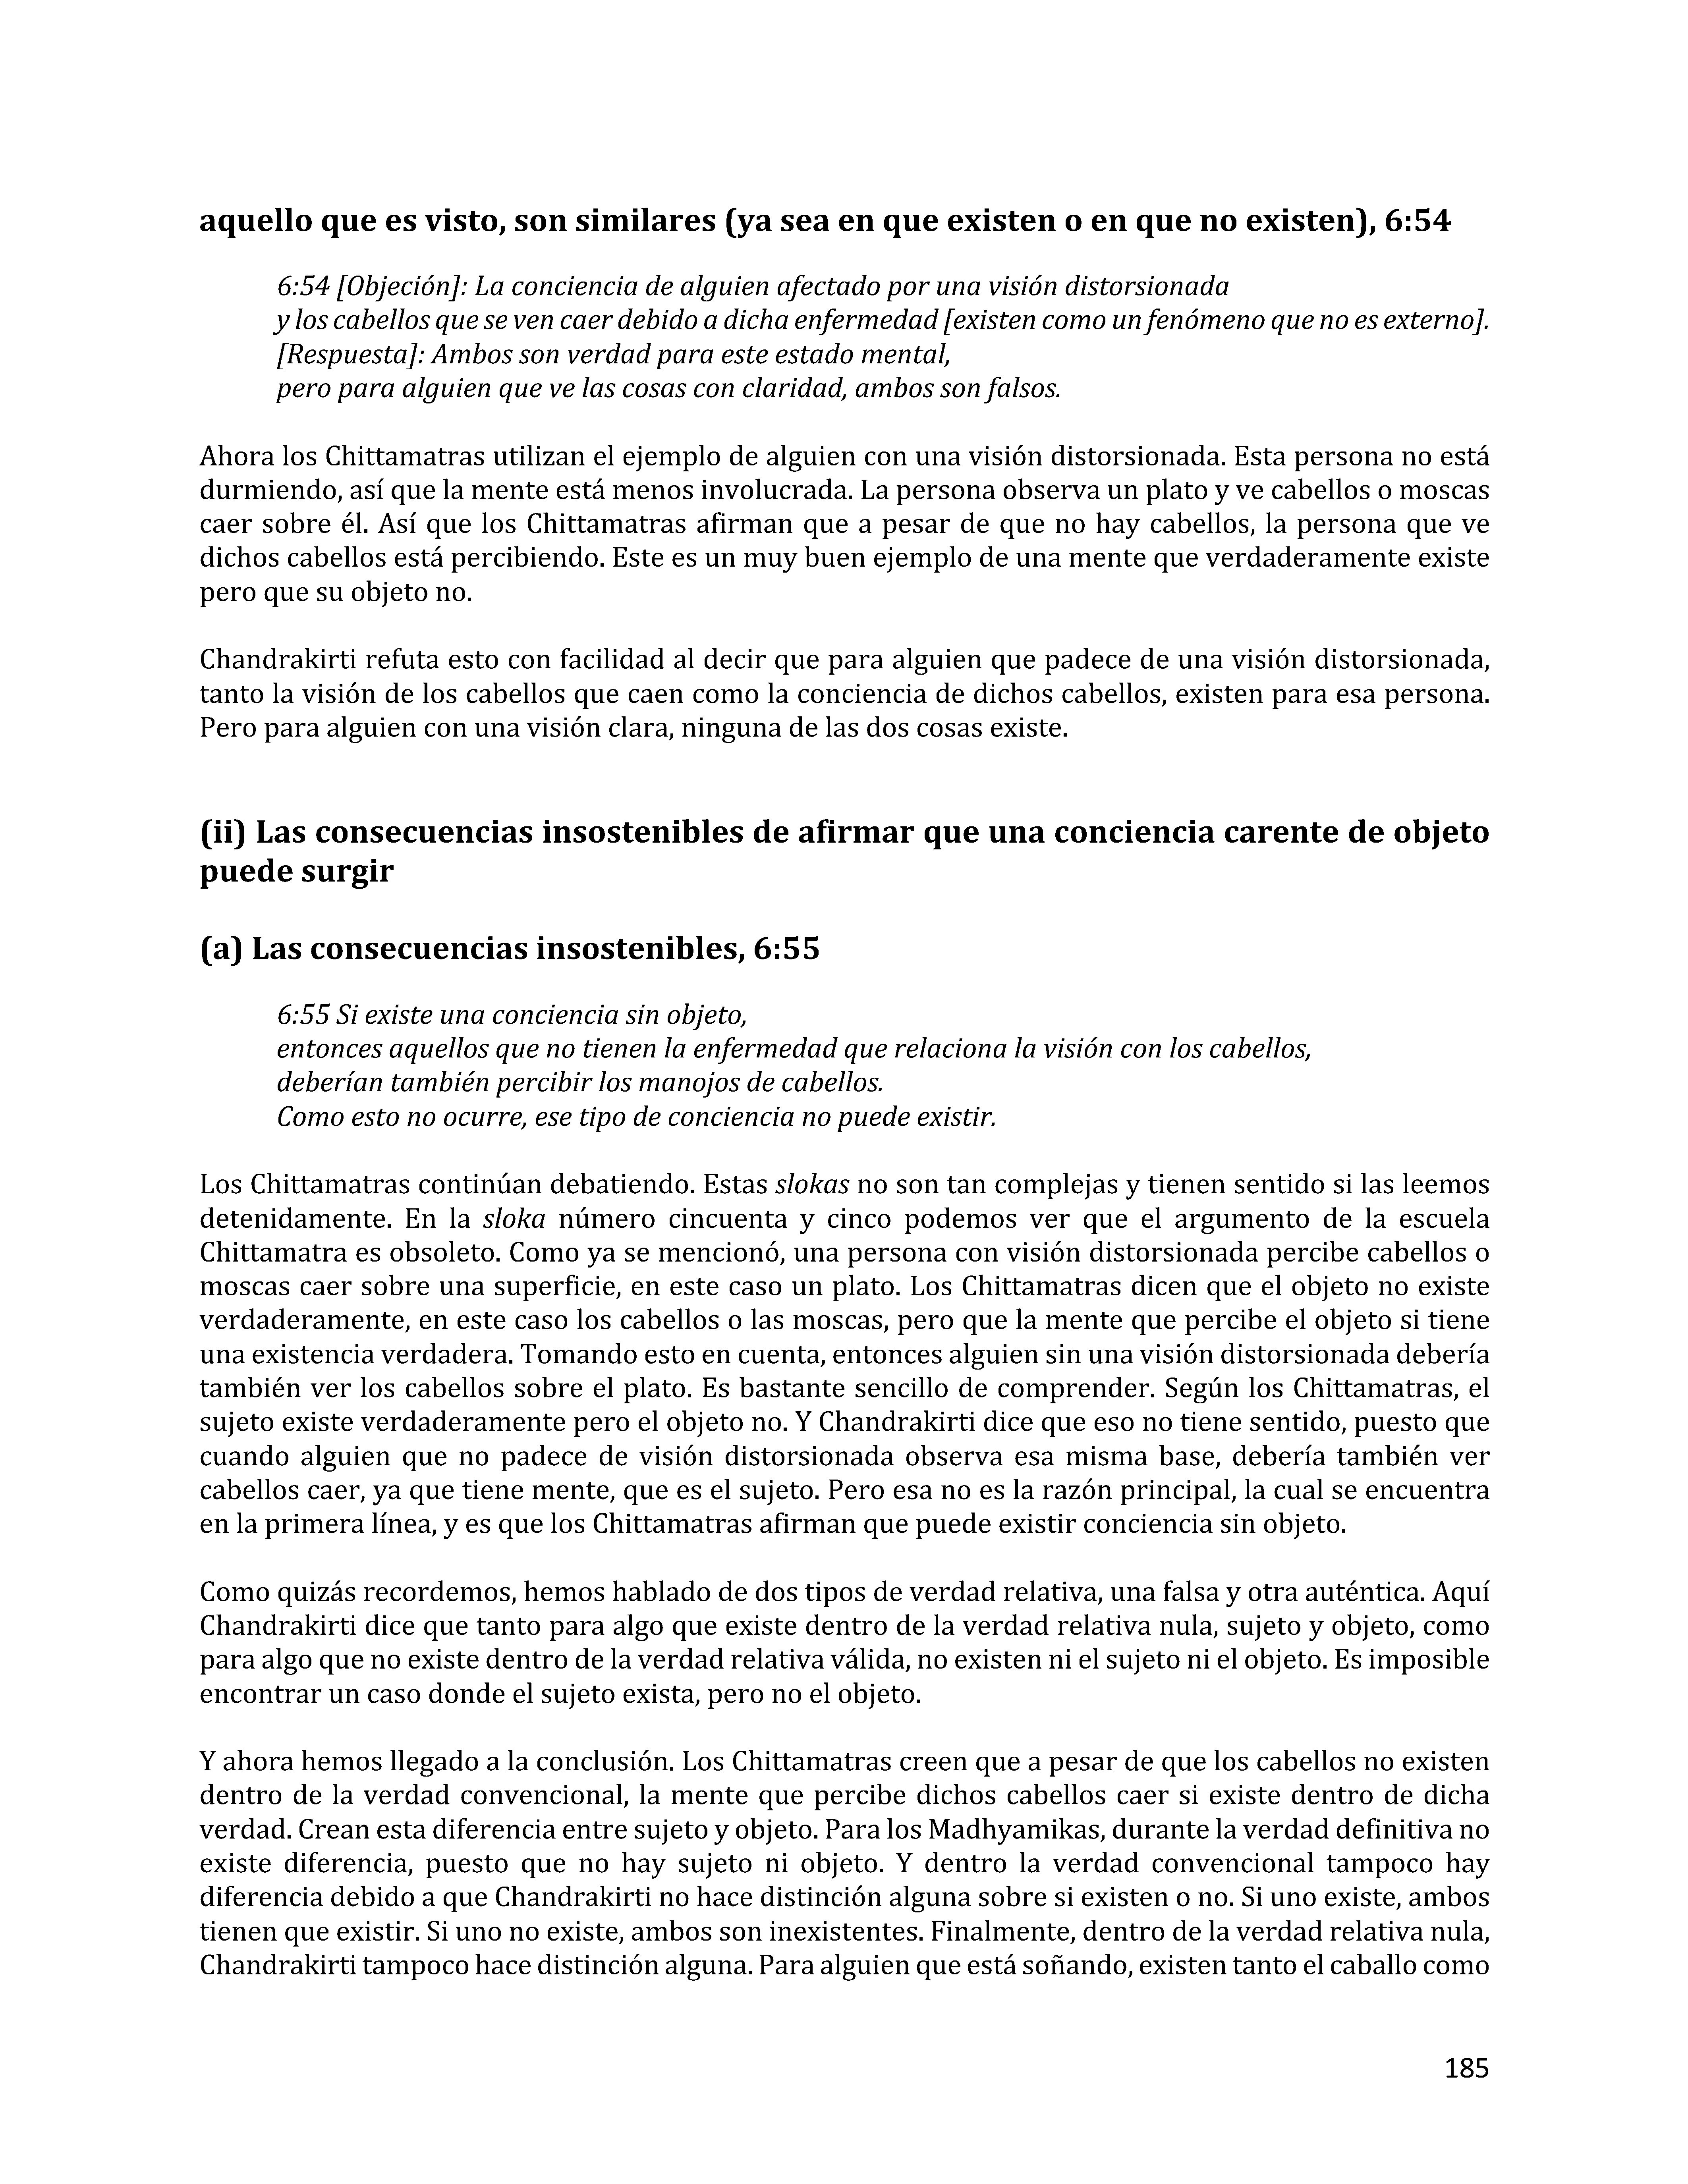 aquello que es visto, son similares (ya sea en que existen o en que no existen), 6:54
6:54 [Objeción]: La conciencia de alguien afectado por una visión distorsionada
y los cabellos que se ven caer debido a dicha enfermedad [existen como un fenómeno que no es externo].
[Respuesta]: Ambos son verdad para este estado mental,
pero para alguien que ve las cosas con claridad, ambos son falsos.
Ahora los Chittamatras utilizan el ejemplo de alguien con una visión distorsionada. Esta persona no está
durmiendo, así que la mente está menos involucrada. La persona observa un plato y ve cabellos o moscas
caer sobre él. Así que los Chittamatras afirman que a pesar de que no hay cabellos, la persona que ve
dichos cabellos está percibiendo. Este es un muy buen ejemplo de una mente que verdaderamente existe
pero que su objeto no.
Chandrakirti refuta esto con facilidad al decir que para alguien que padece de una visión distorsionada,
tanto la visión de los cabellos que caen como la conciencia de dichos cabellos, existen para esa persona.
Pero para alguien con una visión clara, ninguna de las dos cosas existe.
(ii) Las consecuencias insostenibles de afirmar que una conciencia carente de objeto
puede surgir
(a) Las consecuencias insostenibles, 6:55
6:55 Si existe una conciencia sin objeto,
entonces aquellos que no tienen la enfermedad que relaciona la visión con los cabellos,
deberían también percibir los manojos de cabellos.
Como esto no ocurre, ese tipo de conciencia no puede existir.
Los Chittamatras continúan debatiendo. Estas slokas no son tan complejas y tienen sentido si las leemos
detenidamente. En la sloka número cincuenta y cinco podemos ver que el argumento de la escuela
Chittamatra es obsoleto. Como ya se mencionó, una persona con visión distorsionada percibe cabellos o
moscas caer sobre una superficie, en este caso un plato. Los Chittamatras dicen que el objeto no existe
verdaderamente, en este caso los cabellos o las moscas, pero que la mente que percibe el objeto si tiene
una existencia verdadera. Tomando esto en cuenta, entonces alguien sin una visión distorsionada debería
también ver los cabellos sobre el plato. Es bastante sencillo de comprender. Según los Chittamatras, el
sujeto existe verdaderamente pero el objeto no. Y Chandrakirti dice que eso no tiene sentido, puesto que
cuando alguien que no padece de visión distorsionada observa esa misma base, debería también ver
cabellos caer, ya que tiene mente, que es el sujeto. Pero esa no es la razón principal, la cual se encuentra
en la primera línea, y es que los Chittamatras afirman que puede existir conciencia sin objeto.
Como quizás recordemos, hemos hablado de dos tipos de verdad relativa, una falsa y otra auténtica. Aquí
Chandrakirti dice que tanto para algo que existe dentro de la verdad relativa nula, sujeto y objeto, como
para algo que no existe dentro de la verdad relativa válida, no existen ni el sujeto ni el objeto. Es imposible
encontrar un caso donde el sujeto exista, pero no el objeto.
Y ahora hemos llegado a la conclusión. Los Chittamatras creen que a pesar de que los cabellos no existen
dentro de la verdad convencional, la mente que percibe dichos cabellos caer si existe dentro de dicha
verdad. Crean esta diferencia entre sujeto y objeto. Para los Madhyamikas, durante la verdad definitiva no
existe diferencia, puesto que no hay sujeto ni objeto. Y dentro la verdad convencional tampoco hay
diferencia debido a que Chandrakirti no hace distinción alguna sobre si existen o no. Si uno existe, ambos
tienen que existir. Si uno no existe, ambos son inexistentes. Finalmente, dentro de la verdad relativa nula,
Chandrakirti tampoco hace distinción alguna. Para alguien que está soñando, existen tanto el caballo como
185